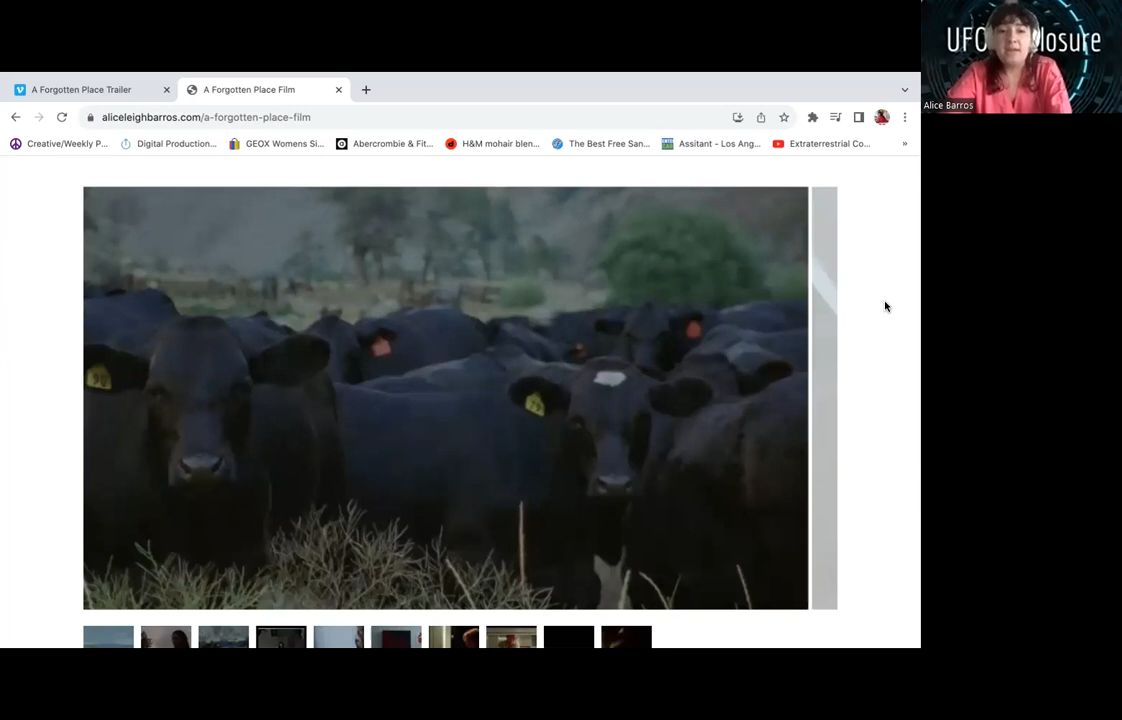 A Forgotten Place Trailer
A Forgotten Place Film
aliceleighbarros.com/a-forgotten-place-film
Creative/Weekly P...
Digital Production...
GEOX Womens Si...
Abercrombie & Fit...
H&M mohair blen...
The Best Free San...
Assitant - Los Ang...
Extraterrestrial Co...
»
90
Alice Barros